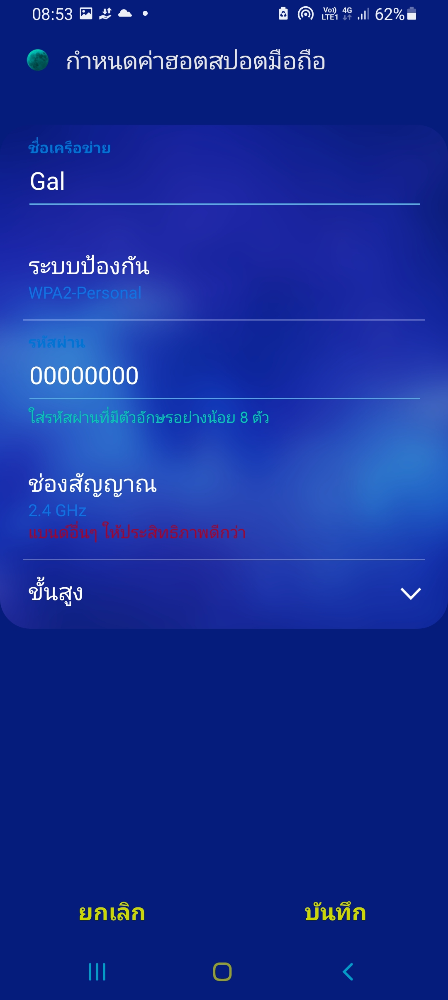 08:53
Vo)) LTE1 4G 62%
กำหนดค่าฮอตสปอตมือถือ
ชื่อเครือข่าย
Gal
ระบบป้องกัน
WPA2-Personal
รหัสผ่าน
00000000
ใส่รหัสผ่านที่มีตัวอักษรอย่างน้อย 8 ตัว
ช่องสัญญาณ
2.4 GHz
แบนด์อื่นๆ ให้ประสิทธิภาพดีกว่า
ขั้นสูง
ยกเลิก
บันทึก